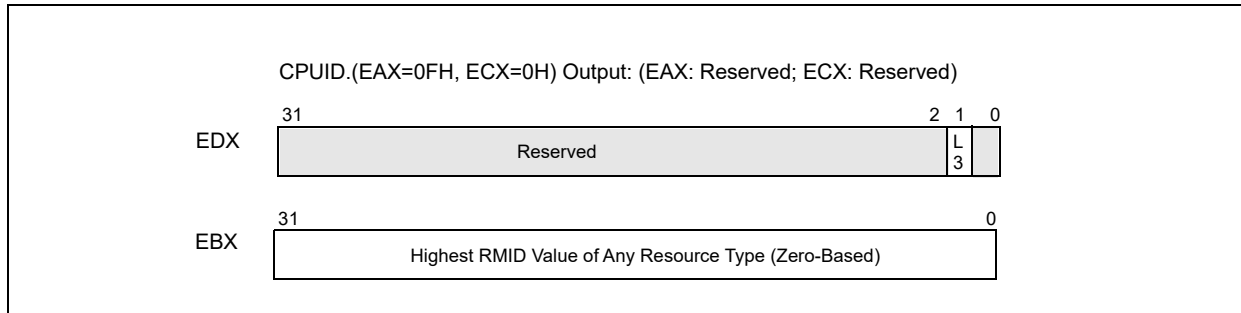 CPUID.(EAX=0FH, ECX=0H) Output: (EAX: Reserved; ECX: Reserved)
31 2 1 0
EDX Reserved L
3
31 0
EBX Highest RMID Value of Any Resource Type (Zero-Based)